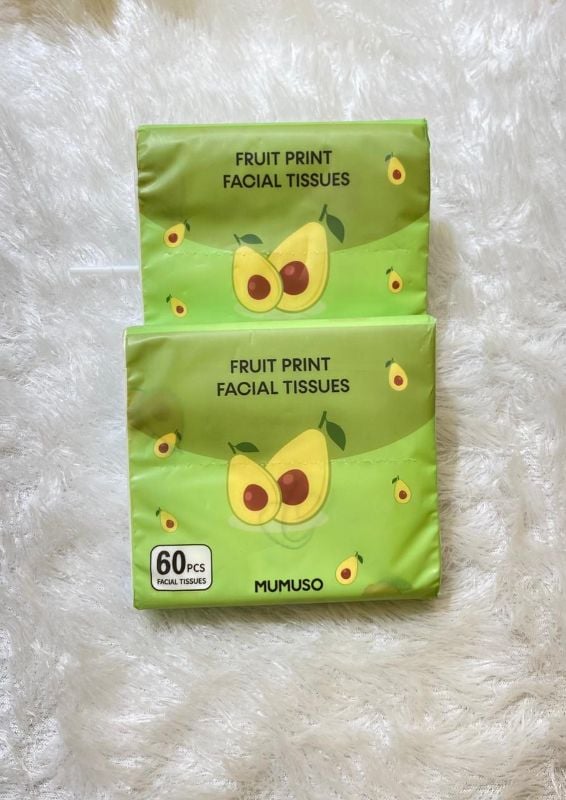 FRUIT PRINT
FACIAL TISSUES
FRUIT PRINT
FACIAL TISSUES
60PCS
FACIAL TISSUES
MUMUSO